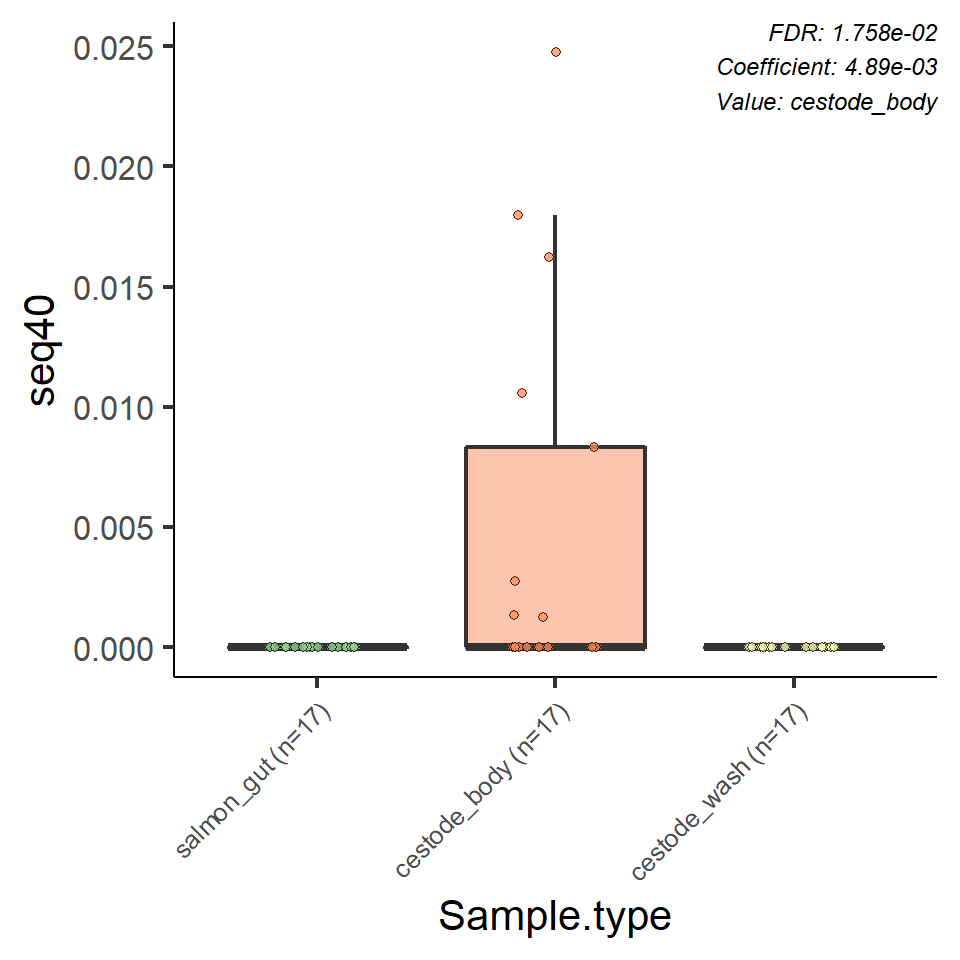 FDR: 1.758e-02
Coefficient: 4.89e-03
Value: cestode_body
0.025
0.020
0.015
0.010
0.005
0.000
seq40
salmon_gut (n=17)
cestode_body (n=17)
cestode_wash (n=17)
Sample.type